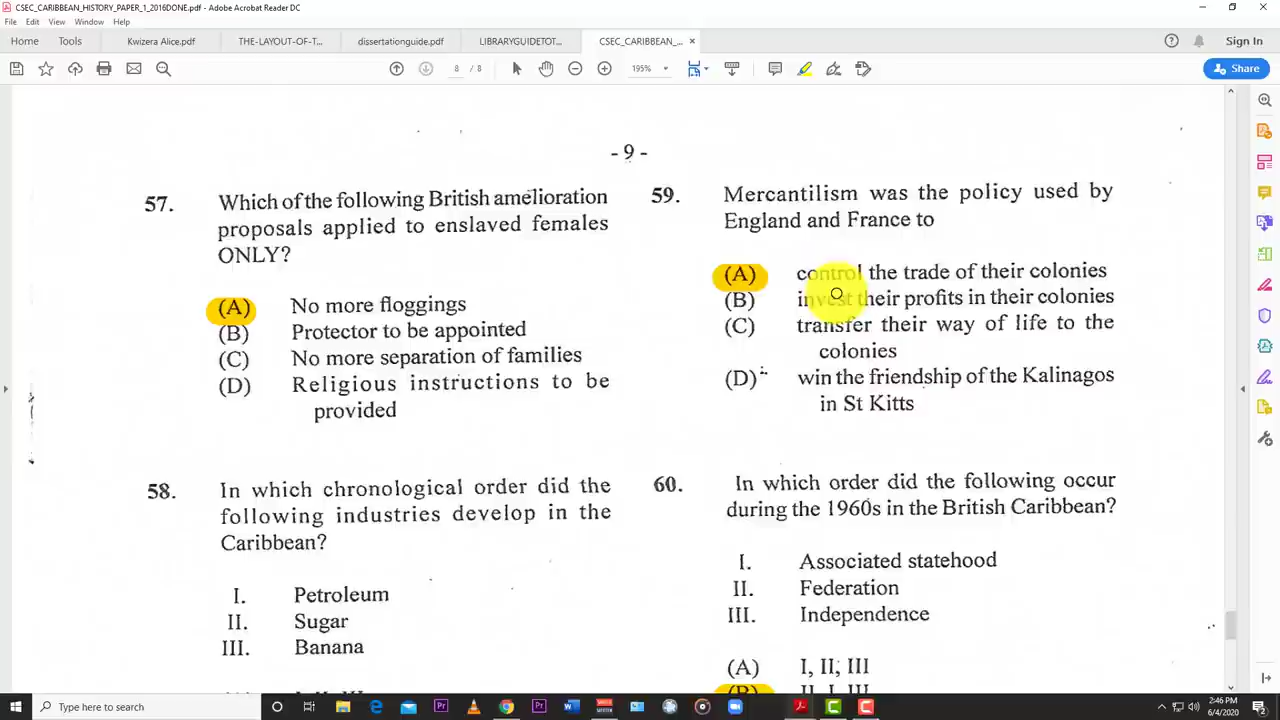 CSEC_CARIBBEAN_HISTORY_PAPER_1_2016DONE.pdf - Adobe Acrobat Reader DC
File Edit View Window Help
Home Tools Kwizera Alice.pdf THE-LAYOUT-OF-T... dissertationguide.pdf LIBRARYGUIDETOT... CSEC_CARIBBEAN_... × Sign In
8 / 8 195% Share
- 9 -
57. Which of the following British amelioration
proposals applied to enslaved females
ONLY?
(A) No more floggings
(B) Protector to be appointed
(C) No more separation of families
(D) Religious instructions to be
provided
58. In which chronological order did the
following industries develop in the
Caribbean?
I. Petroleum
II. Sugar
III. Banana
59. Mercantilism was the policy used by
England and France to
(A) control the trade of their colonies
(B) invest their profits in their colonies
(C) transfer their way of life to the
colonies
(D) win the friendship of the Kalinagos
in St Kitts
60. In which order did the following occur
during the 1960s in the British Caribbean?
I. Associated statehood
II. Federation
III. Independence
(A) I, II, III
(B) II, I, III
Type here to search
2:46 PM
6/4/2020